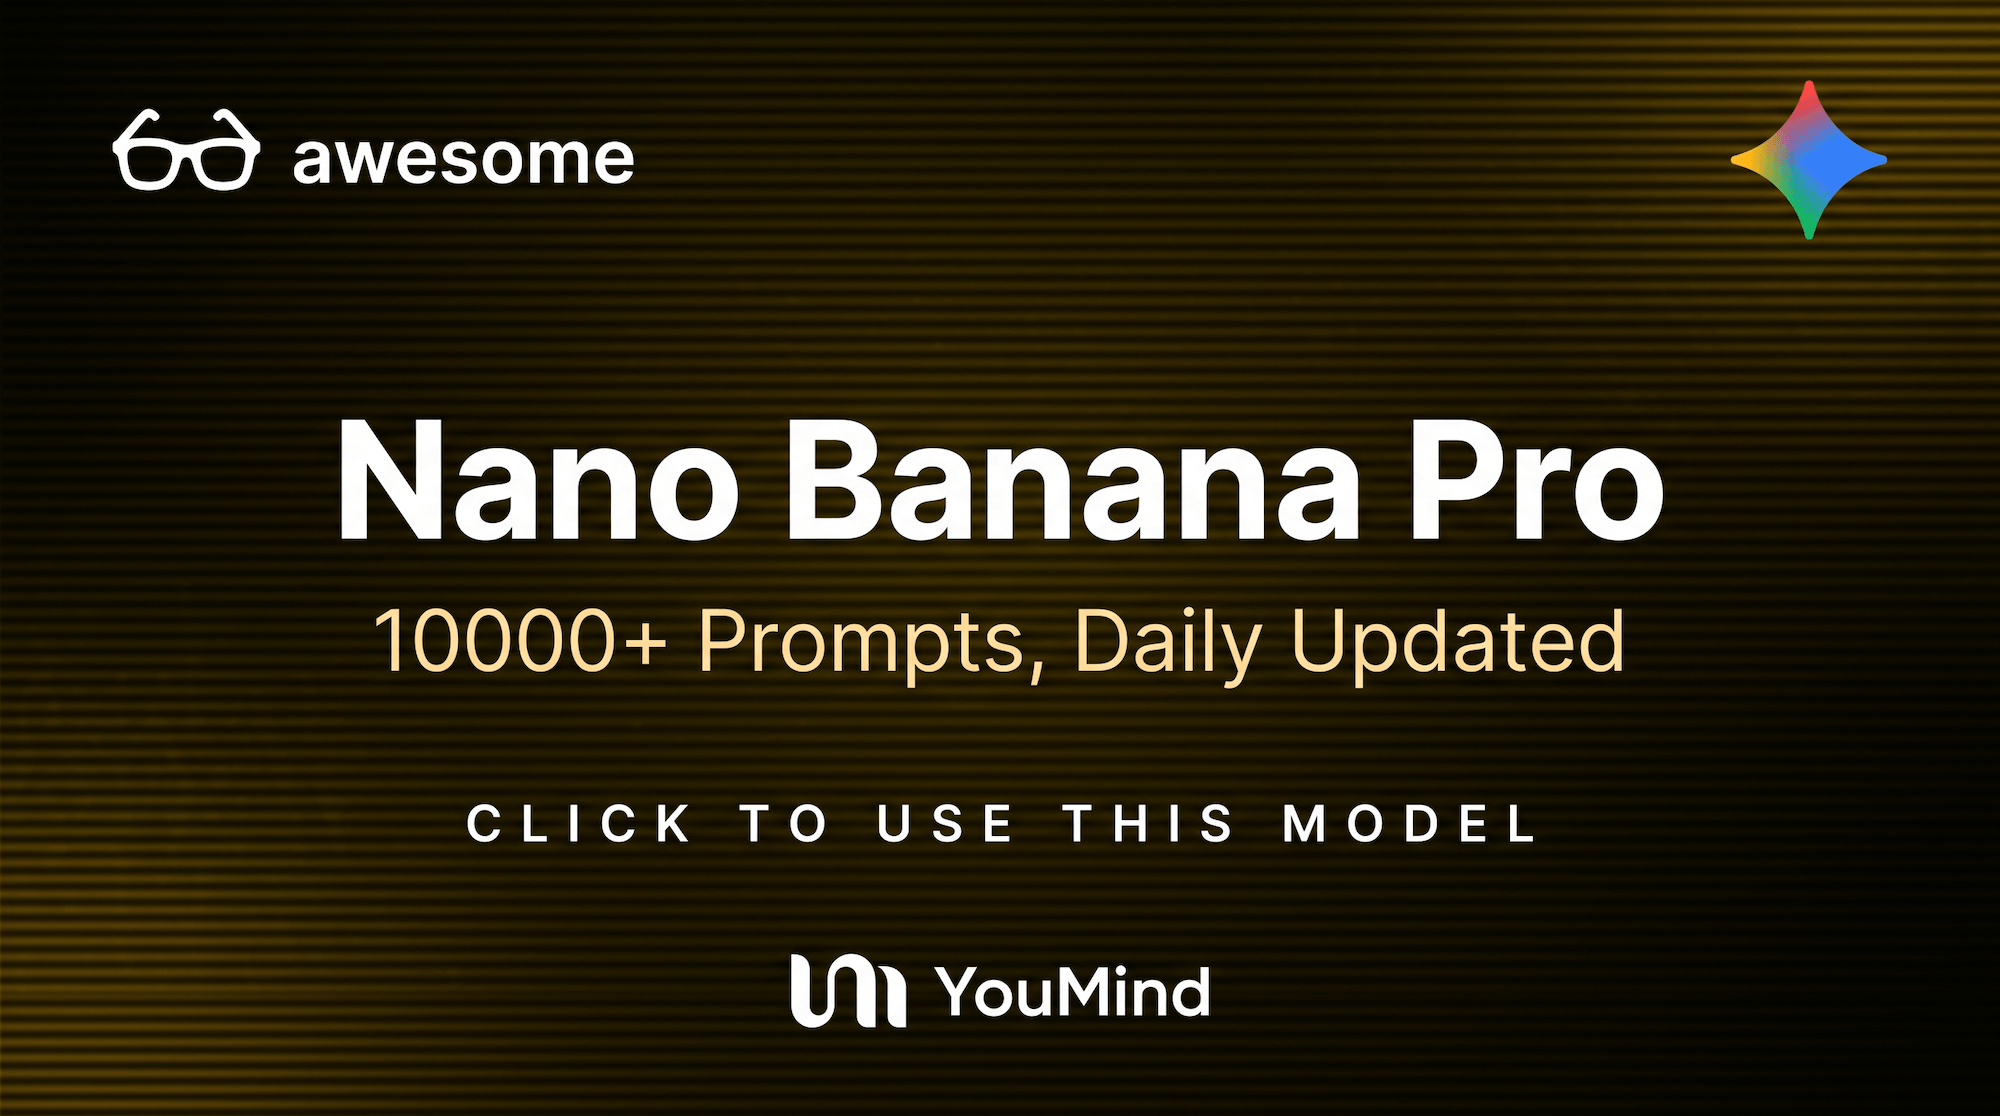 awesome
Nano Banana Pro
10000+ Prompts, Daily Updated
CLICK TO USE THIS MODEL
YouMind